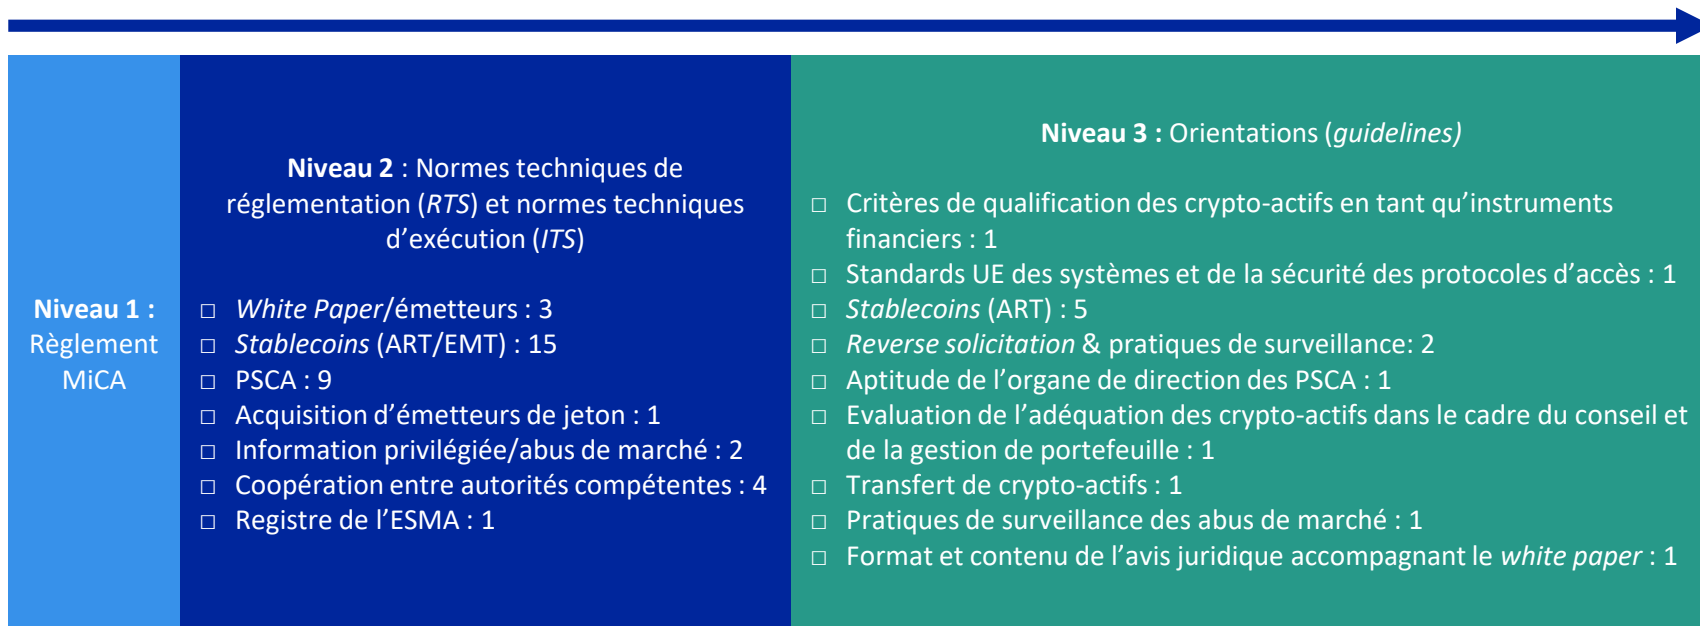 Niveau 1 :
Règlement
MiCA
Niveau 2 : Normes techniques de
réglementation (RTS) et normes techniques
d’exécution (ITS)
□ White Paper/émetteurs : 3
□ Stablecoins (ART/EMT) : 15
□ PSCA : 9
□ Acquisition d’émetteurs de jeton : 1
□ Information privilégiée/abus de marché : 2
□ Coopération entre autorités compétentes : 4
□ Registre de l’ESMA : 1
Niveau 3 : Orientations (guidelines)
□ Critères de qualification des crypto-actifs en tant qu’instruments
financiers : 1
□ Standards UE des systèmes et de la sécurité des protocoles d’accès : 1
□ Stablecoins (ART) : 5
□ Reverse solicitation & pratiques de surveillance: 2
□ Aptitude de l’organe de direction des PSCA : 1
□ Evaluation de l’adéquation des crypto-actifs dans le cadre du conseil et
de la gestion de portefeuille : 1
□ Transfert de crypto-actifs : 1
□ Pratiques de surveillance des abus de marché : 1
□ Format et contenu de l’avis juridique accompagnant le white paper : 1